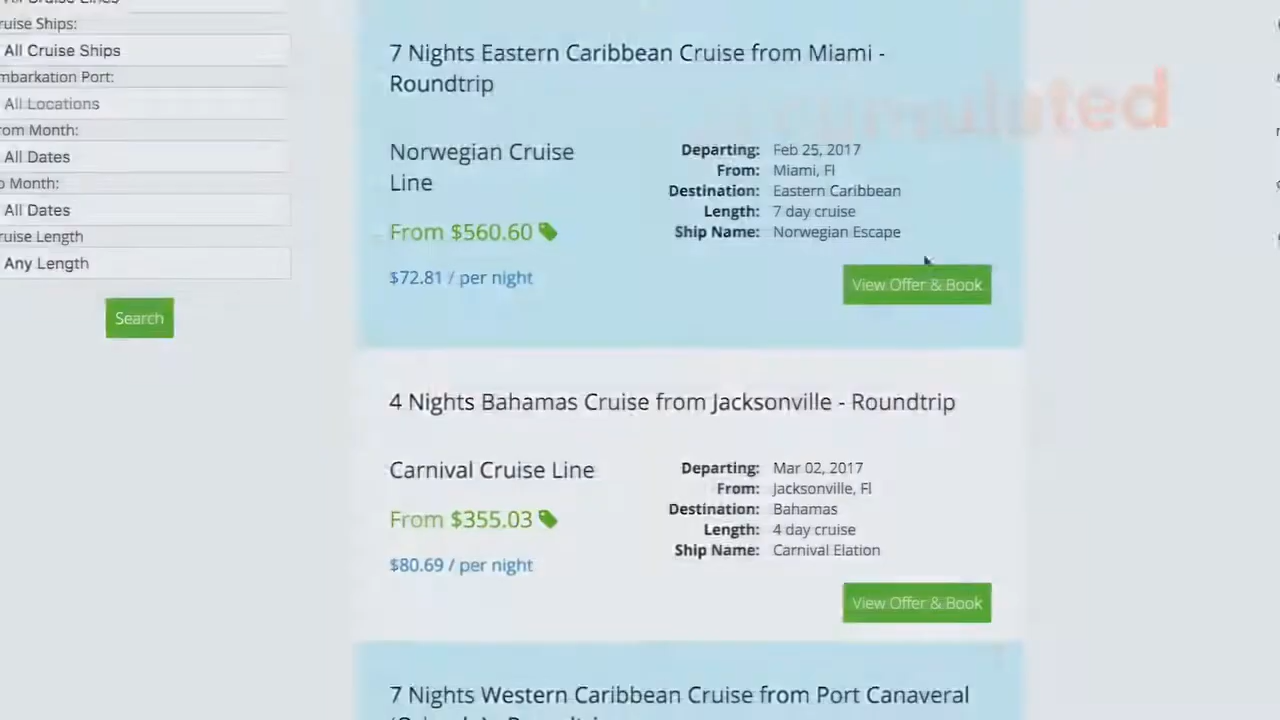 ruise Ships:
All Cruise Ships
mbarkation Port:
All Locations
rom Month:
All Dates
o Month:
All Dates
ruise Length
Any Length
Search
7 Nights Eastern Caribbean Cruise from Miami -
Roundtrip
Norwegian Cruise
Line
From $560.60
$72.81 / per night
Departing: Feb 25, 2017
From: Miami, Fl
Destination: Eastern Caribbean
Length: 7 day cruise
Ship Name: Norwegian Escape
View Offer & Book
4 Nights Bahamas Cruise from Jacksonville - Roundtrip
Carnival Cruise Line
From $355.03
$80.69 / per night
Departing: Mar 02, 2017
From: Jacksonville, Fl
Destination: Bahamas
Length: 4 day cruise
Ship Name: Carnival Elation
View Offer & Book
7 Nights Western Caribbean Cruise from Port Canaveral